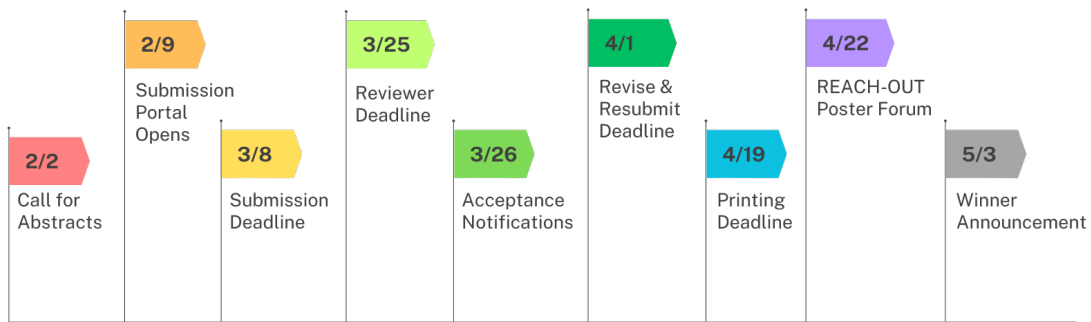 2/2
Call for
Abstracts
2/9
Submission
Portal
Opens
3/8
Submission
Deadline
3/25
Reviewer
Deadline
3/26
Acceptance
Notifications
4/1
Revise &
Resubmit
Deadline
4/19
Printing
Deadline
4/22
REACH-OUT
Poster Forum
5/3
Winner
Announcement